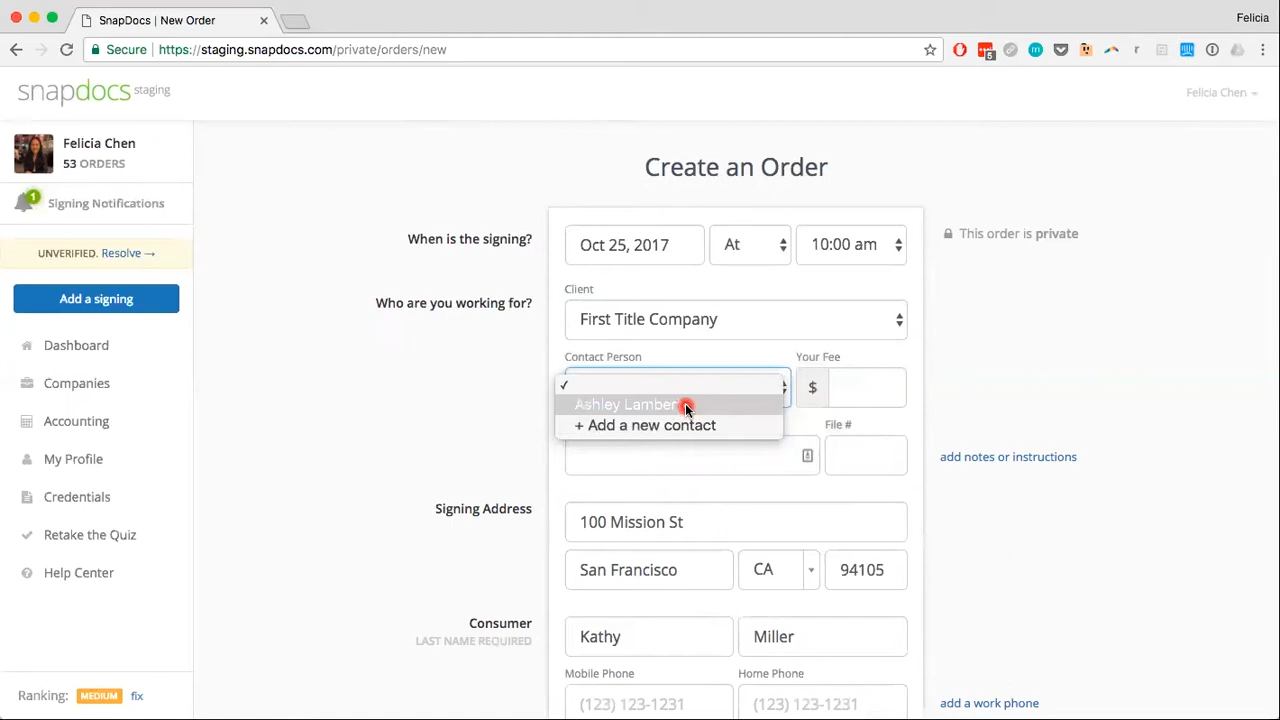 SnapDocs | New Order
Felicia
Secure https://staging.snapdocs.com/private/orders/new
5
snapdocs staging
Felicia Chen
Felicia Chen
53 ORDERS
1
Signing Notifications
UNVERIFIED. Resolve →
Add a signing
Dashboard
Companies
Accounting
My Profile
Credentials
Retake the Quiz
Help Center
Ranking: MEDIUM fix
Create an Order
When is the signing?
Oct 25, 2017
At
10:00 am
This order is private
Who are you working for?
Client
First Title Company
Contact Person
Your Fee
✓
$
Ashley Lamber
+ Add a new contact
File #
add notes or instructions
Signing Address
100 Mission St
San Francisco
CA
94105
Consumer
LAST NAME REQUIRED
Kathy
Miller
Mobile Phone
Home Phone
(123) 123-1231
(123) 123-1231
add a work phone